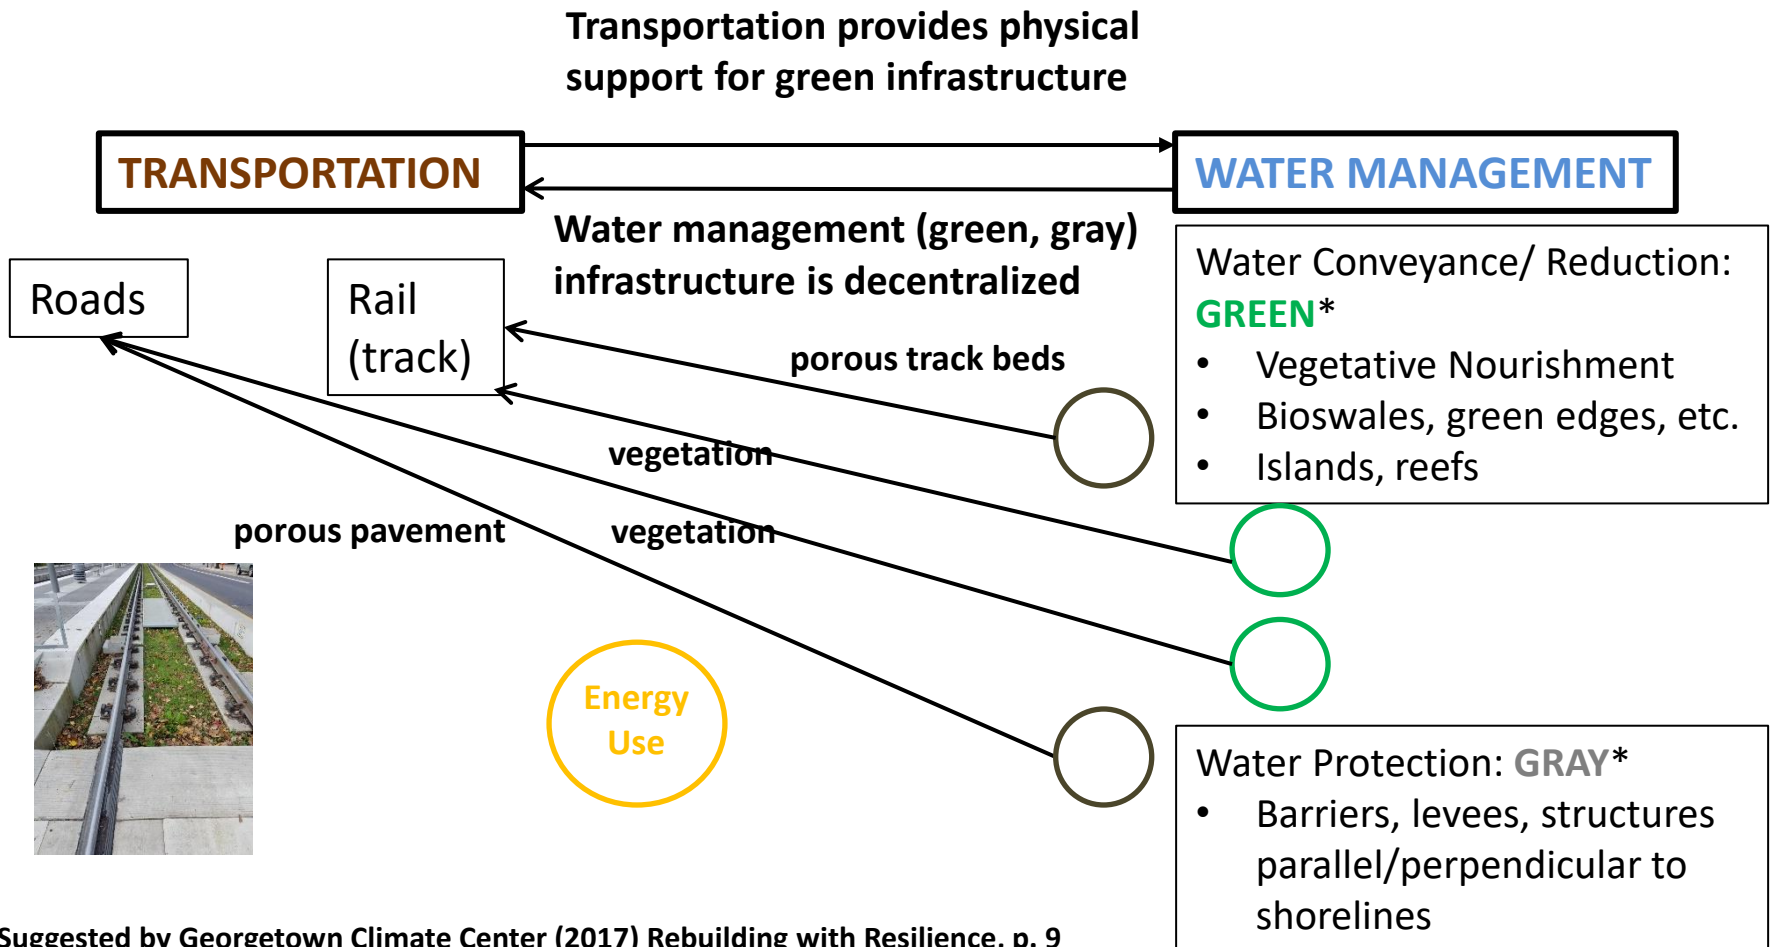 Transportation provides physical
support for green infrastructure
TRANSPORTATION
WATER MANAGEMENT
Water management (green, gray)
infrastructure is decentralized
Roads
Rail
(track)
Water Conveyance/ Reduction:
GREEN*
• Vegetative Nourishment
• Bioswales, green edges, etc.
• Islands, reefs
porous track beds
vegetation
porous pavement
vegetation
Energy
Use
Water Protection: GRAY*
• Barriers, levees, structures
parallel/perpendicular to
shorelines
Suggested by Georgetown Climate Center (2017) Rebuilding with Resilience, p. 9